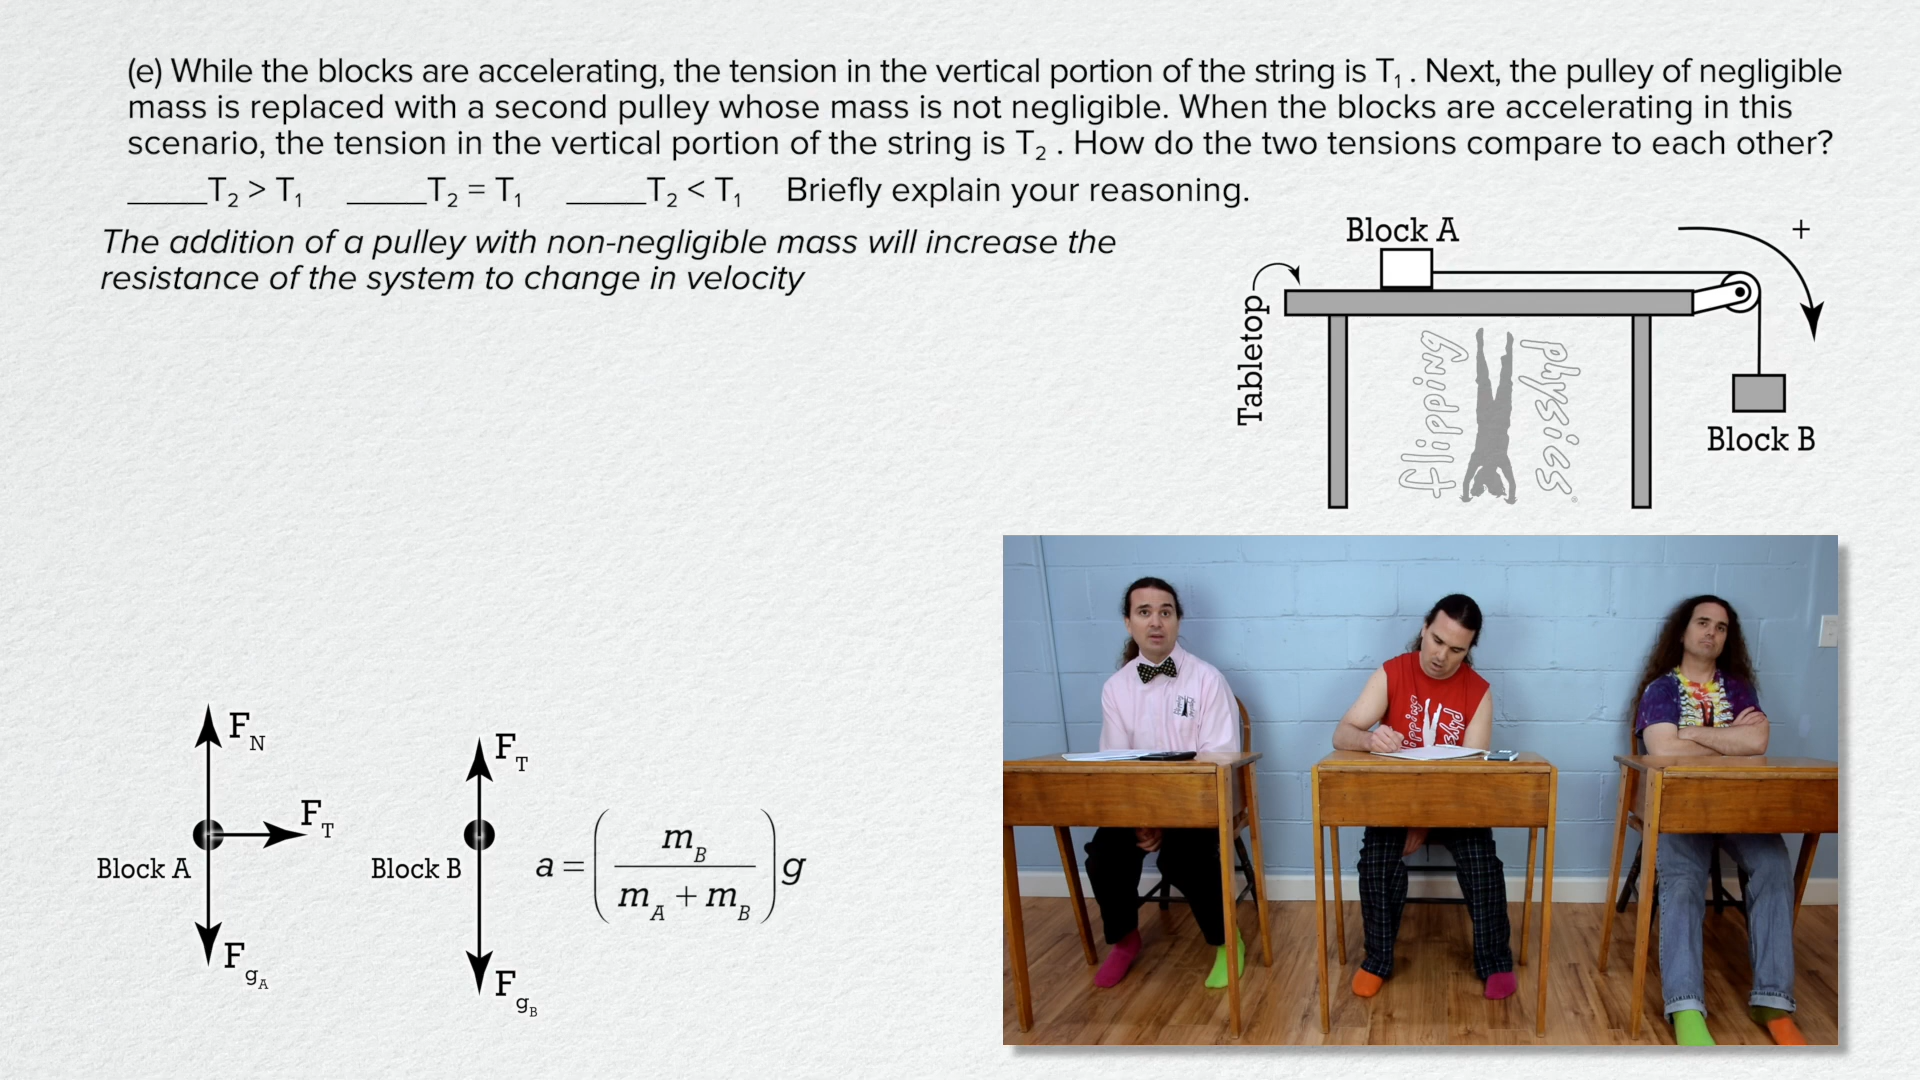 (e) While the blocks are accelerating, the tension in the vertical portion of the string is T₁ . Next, the pulley of negligible
mass is replaced with a second pulley whose mass is not negligible. When the blocks are accelerating in this
scenario, the tension in the vertical portion of the string is T₂ . How do the two tensions compare to each other?
_____T₂ > T₁ _____T₂ = T₁ _____T₂ < T₁ Briefly explain your reasoning.
The addition of a pulley with non-negligible mass will increase the
resistance of the system to change in velocity
Block A
+
Tabletop
flipping
physics
Block B
F_N
F_T
Block A
F_gA
F_T
Block B
F_gB
a = (m_B / (m_A + m_B)) g
flipping
physics